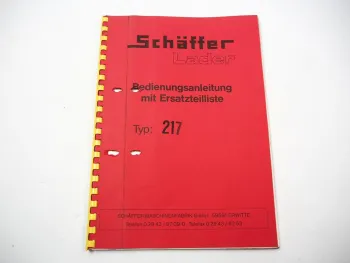 Schäffer
Lader
Bedienungsanleitung
mit Ersatzteilliste
Typ: 217